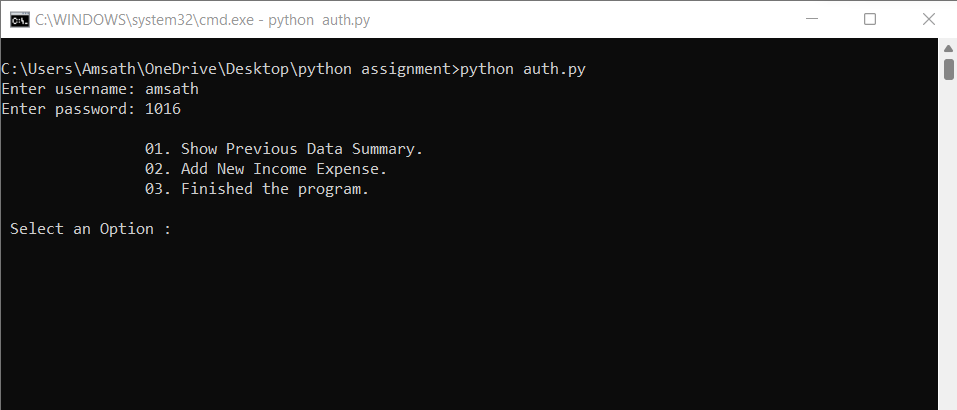 C:\WINDOWS\system32\cmd.exe - python  auth.py
C:\Users\Amsath\OneDrive\Desktop\python assignment>python auth.py
Enter username: amsath
Enter password: 1016
01. Show Previous Data Summary.
02. Add New Income Expense.
03. Finished the program.
Select an Option :